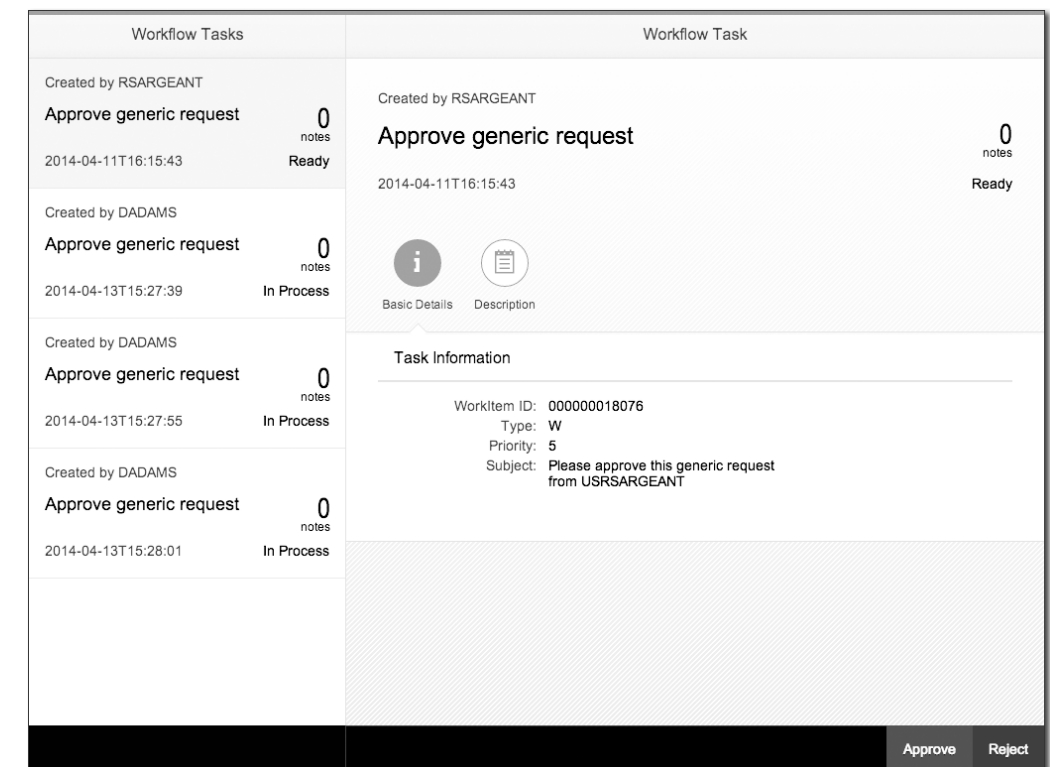 Workflow Tasks
Created by RSARGEANT
Approve generic request
0
notes
2014-04-11T16:15:43 Ready
Created by DADAMS
Approve generic request
0
notes
2014-04-13T15:27:39 In Process
Created by DADAMS
Approve generic request
0
notes
2014-04-13T15:27:55 In Process
Created by DADAMS
Approve generic request
0
notes
2014-04-13T15:28:01 In Process
Workflow Task
Created by RSARGEANT
Approve generic request
0
notes
2014-04-11T16:15:43 Ready
Basic Details Description
Task Information
WorkItem ID: 000000018076
Type: W
Priority: 5
Subject: Please approve this generic request
from USRSARGEANT
Approve Reject